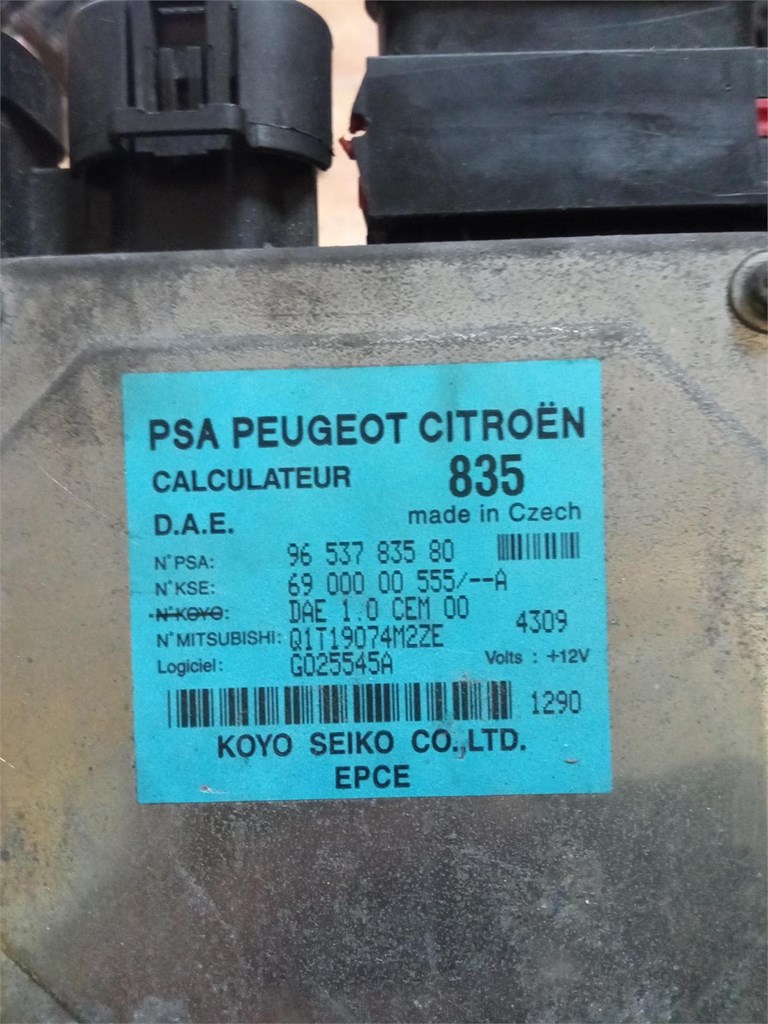 PSA PEUGEOT CITROËN
CALCULATEUR 835
D.A.E. made in Czech
N° PSA: 96 537 835 80
N° KSE: 69 000 00 555/--A
N° KOYO: DAE 1.0 CEM 00
4309
N° MITSUBISHI: Q1T19074M2ZE
Logiciel: G025545A Volts : +12V
1290
KOYO SEIKO CO.,LTD.
EPCE